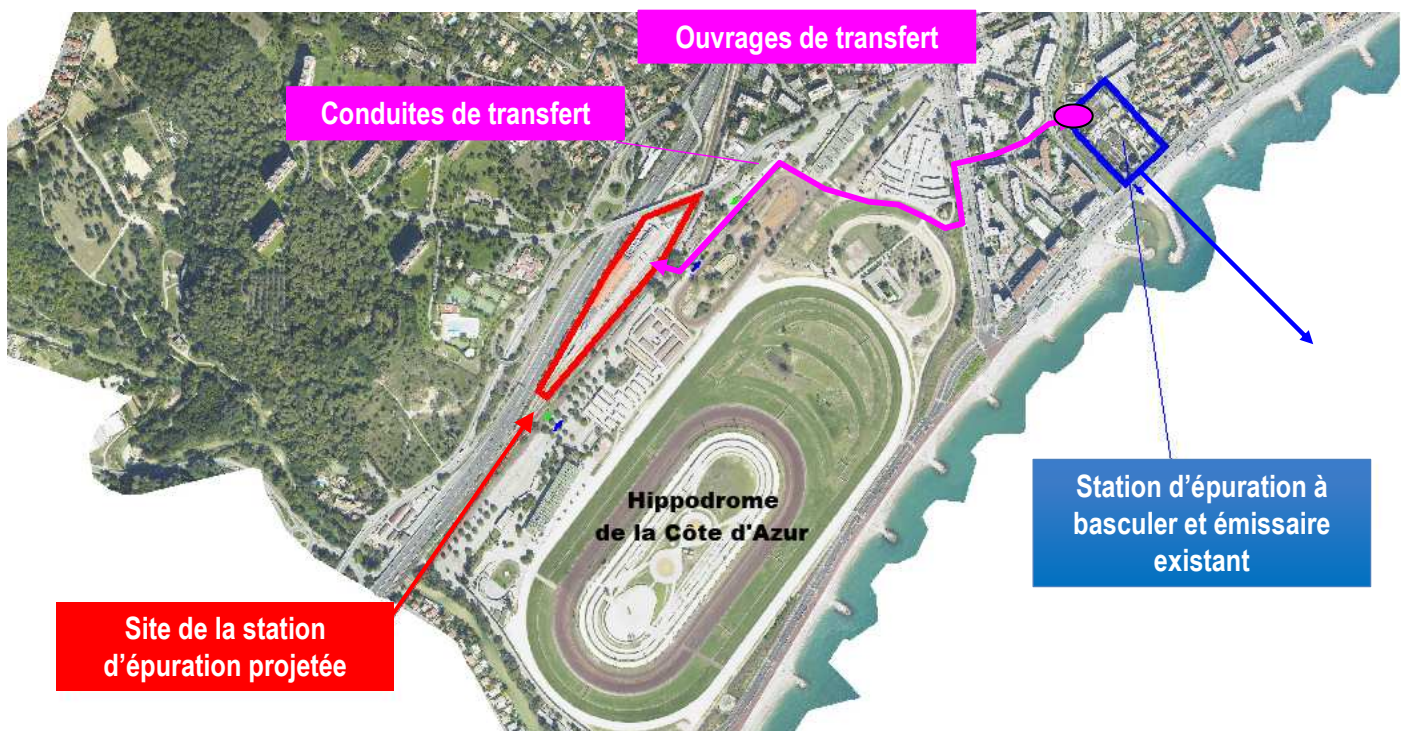 Ouvrages de transfert
Conduites de transfert
Hippodrome
de la Côte d'Azur
Station d’épuration à
basculer et émissaire
existant
Site de la station
d’épuration projetée